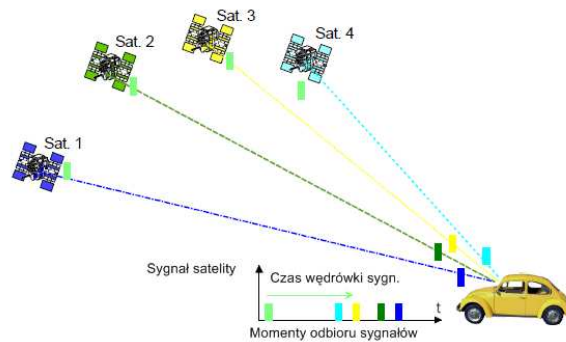 Sat. 3
Sat. 4
Sat. 2
Sat. 1
Sygnał satelity
Czas wędrówki sygn.
t
Momenty odbioru sygnałów